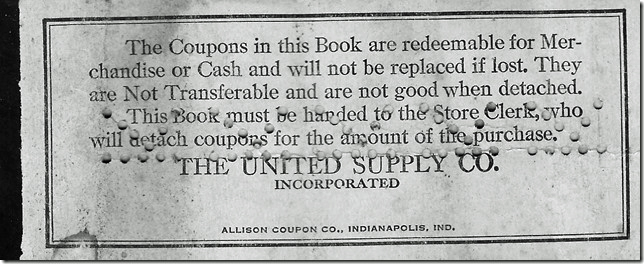 The Coupons in this Book are redeemable for Mer-
chandise or Cash and will not be replaced if lost. They
are Not Transferable and are not good when detached.
This Book must be handed to the Store Clerk, who
will detach coupons for the amount of the purchase.
THE UNITED SUPPLY CO.
INCORPORATED
ALLISON COUPON CO., INDIANAPOLIS, IND.